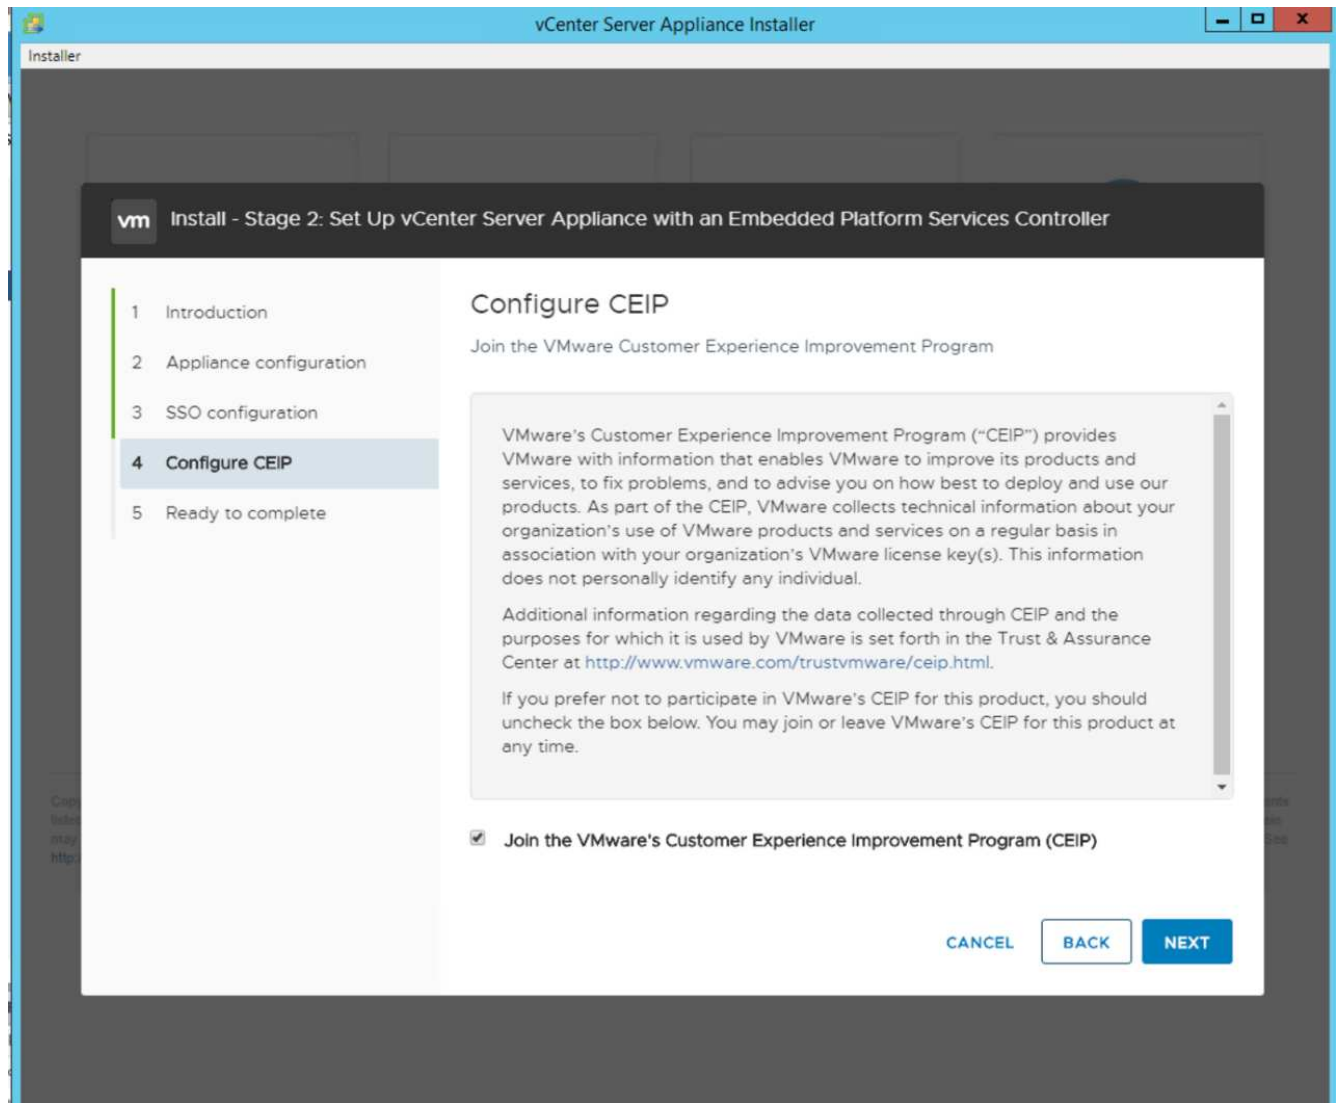 vCenter Server Appliance Installer
Installer
vm
Install - Stage 2: Set Up vCenter Server Appliance with an Embedded Platform Services Controller
1 Introduction
2 Appliance configuration
3 SSO configuration
4 Configure CEIP
5 Ready to complete
Configure CEIP
Join the VMware Customer Experience Improvement Program
VMware's Customer Experience Improvement Program (“CEIP”) provides
VMware with information that enables VMware to improve its products and
services, to fix problems, and to advise you on how best to deploy and use our
products. As part of the CEIP, VMware collects technical information about your
organization's use of VMware products and services on a regular basis in
association with your organization's VMware license key(s). This information
does not personally identify any individual.
Additional information regarding the data collected through CEIP and the
purposes for which it is used by VMware is set forth in the Trust & Assurance
Center at http://www.vmware.com/trustvmware/ceip.html.
If you prefer not to participate in VMware's CEIP for this product, you should
uncheck the box below. You may join or leave VMware's CEIP for this product at
any time.
Join the VMware's Customer Experience Improvement Program (CEIP)
CANCEL
BACK
NEXT